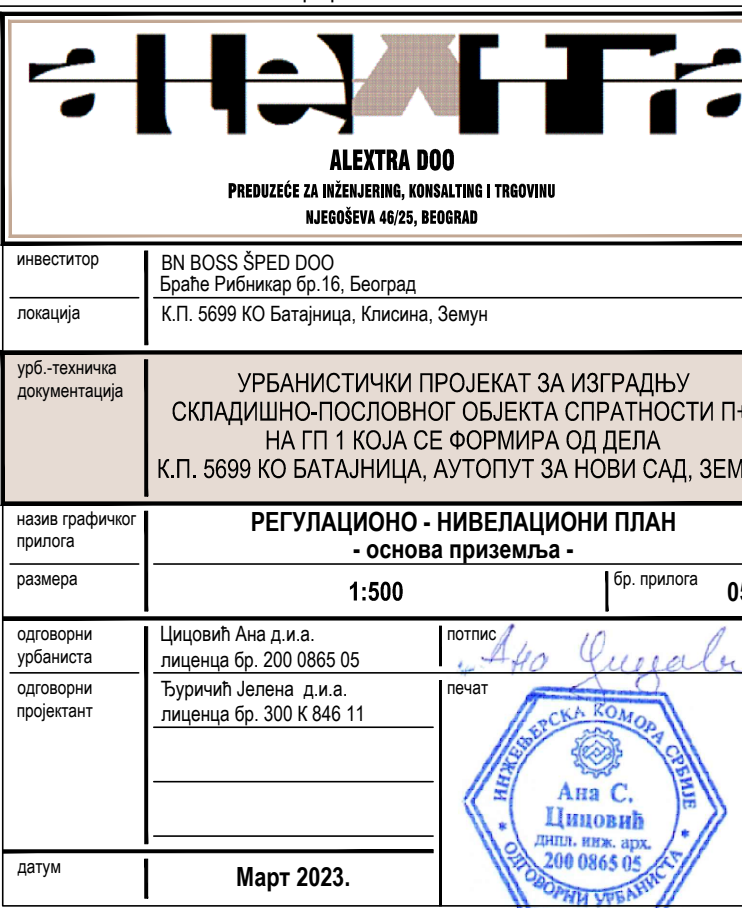 alextra
ALEXTRA DOO
PREDUZEĆE ZA INŽENJERING, KONSALTING I TRGOVINU
NJEGOŠEVA 46/25, BEOGRAD
инвеститор
BN BOSS ŠPED DOO
Браће Рибникар бр.16, Београд
локација
К.П. 5699 КО Батајница, Клисина, Земун
урб.-техничка
документација
УРБАНИСТИЧКИ ПРОЈЕКАТ ЗА ИЗГРАДЊУ
СКЛАДИШНО-ПОСЛОВНОГ ОБЈЕКТА СПРАТНОСТИ П+
НА ГП 1 КОЈА СЕ ФОРМИРА ОД ДЕЛА
К.П. 5699 КО БАТАЈНИЦА, АУТОПУТ ЗА НОВИ САД, ЗЕМ
назив графичког
прилога
РЕГУЛАЦИОНО - НИВЕЛАЦИОНИ ПЛАН
- основа приземља -
размера
1:500
бр. прилога
05
одговорни
урбаниста
Цицовић Ана д.и.а.
лиценца бр. 200 0865 05
потпис
Ана Цицовић
одговорни
пројектант
Ђуричић Јелена д.и.а.
лиценца бр. 300 К 846 11
печат
ИНЖЕЊЕРСКА КОМОРА СРБИЈЕ
Ана С.
Цицовић
дипл. инж. арх.
200 0865 05
ОДГОВОРНИ УРБАНИСТА
датум
Март 2023.